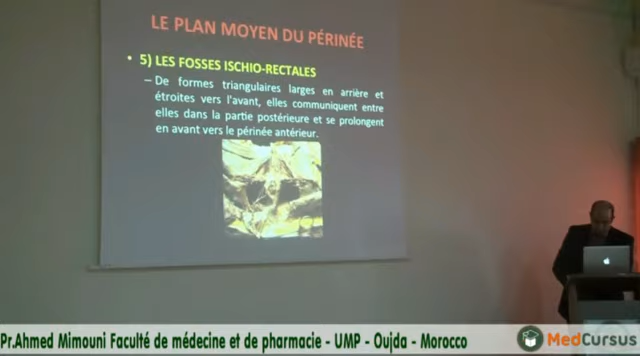 LE PLAN MOYEN DU PÉRINÉE
• 5) LES FOSSES ISCHIO-RECTALES
– De formes triangulaires larges en arrière et
étroites vers l'avant, elles communiquent entre
elles dans la partie postérieure et se prolongent
en avant vers le périnée antérieur.
Pr.Ahmed Mimouni Faculté de médecine et de pharmacie - UMP - Oujda - Morocco
MedCursus